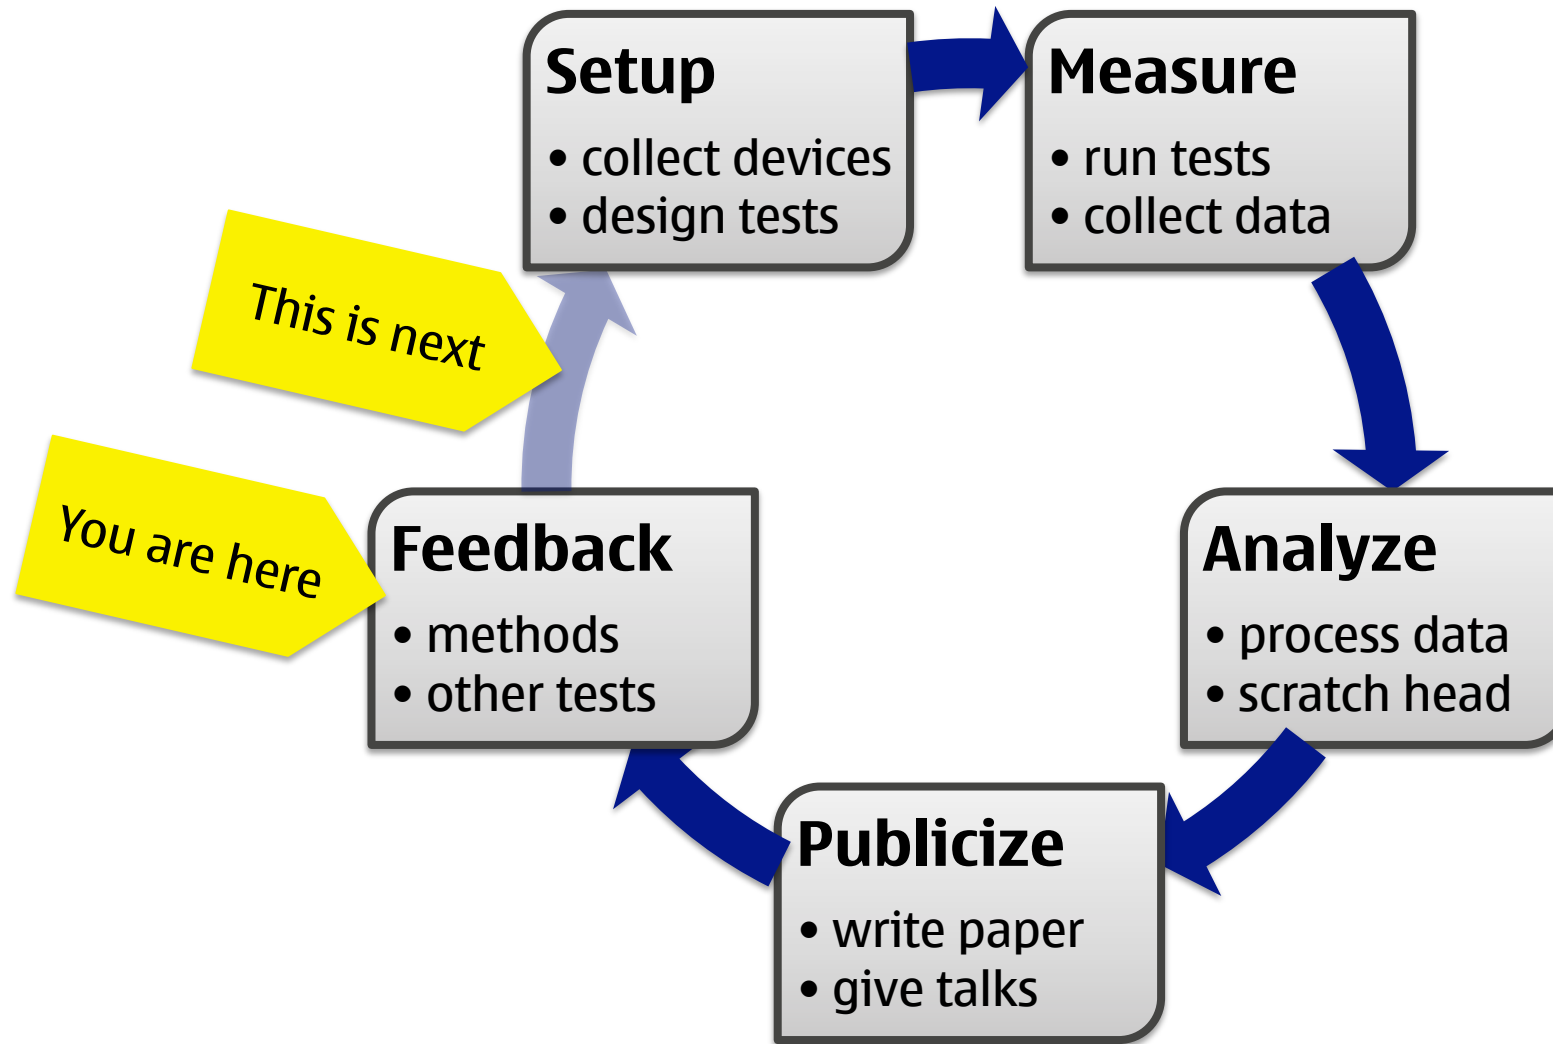 Setup
• collect devices
• design tests
Measure
• run tests
• collect data
This is next
You are here
Feedback
• methods
• other tests
Analyze
• process data
• scratch head
Publicize
• write paper
• give talks